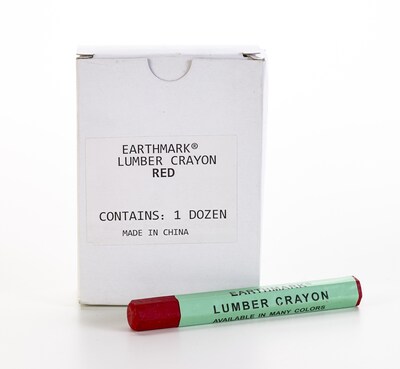 EARTHMARK®
LUMBER CRAYON
RED
CONTAINS: 1 DOZEN
MADE IN CHINA
EARTHMARK®
LUMBER CRAYON
AVAILABLE IN MANY COLORS